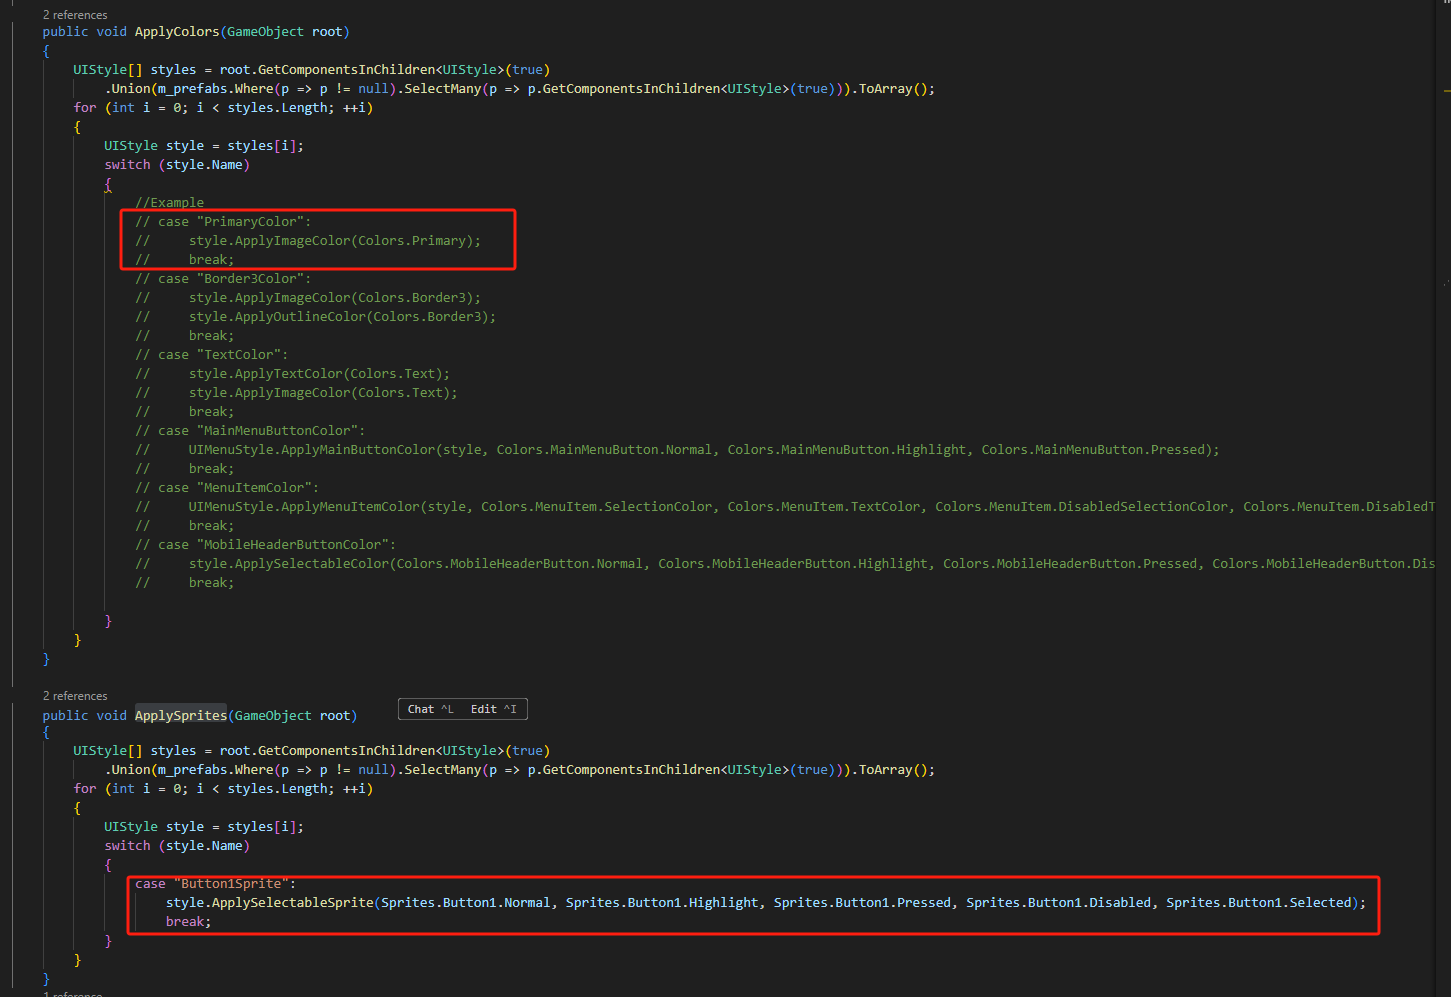 2 references
public void ApplyColors(GameObject root)
{
UIStyle[] styles = root.GetComponentsInChildren<UIStyle>(true)
.Union(m_prefabs.Where(p => p != null).SelectMany(p => p.GetComponentsInChildren<UIStyle>(true))).ToArray();
for (int i = 0; i < styles.Length; ++i)
{
UIStyle style = styles[i];
switch (style.Name)
{
//Example
// case "PrimaryColor":
//     style.ApplyImageColor(Colors.Primary);
//     break;
// case "Border3Color":
//     style.ApplyImageColor(Colors.Border3);
//     style.ApplyOutlineColor(Colors.Border3);
//     break;
// case "TextColor":
//     style.ApplyTextColor(Colors.Text);
//     style.ApplyImageColor(Colors.Text);
//     break;
// case "MainMenuButtonColor":
//     UIMenuStyle.ApplyMainButtonColor(style, Colors.MainMenuButton.Normal, Colors.MainMenuButton.Highlight, Colors.MainMenuButton.Pressed);
//     break;
// case "MenuItemColor":
//     UIMenuStyle.ApplyMenuItemColor(style, Colors.MenuItem.SelectionColor, Colors.MenuItem.TextColor, Colors.MenuItem.DisabledSelectionColor, Colors.MenuItem.DisabledT
//     break;
// case "MobileHeaderButtonColor":
//     style.ApplySelectableColor(Colors.MobileHeaderButton.Normal, Colors.MobileHeaderButton.Highlight, Colors.MobileHeaderButton.Pressed, Colors.MobileHeaderButton.Dis
//     break;
}
}
}
2 references
public void ApplySprites(GameObject root) Chat ^L Edit ^I
{
UIStyle[] styles = root.GetComponentsInChildren<UIStyle>(true)
.Union(m_prefabs.Where(p => p != null).SelectMany(p => p.GetComponentsInChildren<UIStyle>(true))).ToArray();
for (int i = 0; i < styles.Length; ++i)
{
UIStyle style = styles[i];
switch (style.Name)
{
case "Button1Sprite":
style.ApplySelectableSprite(Sprites.Button1.Normal, Sprites.Button1.Highlight, Sprites.Button1.Pressed, Sprites.Button1.Disabled, Sprites.Button1.Selected);
break;
}
}
}
1 reference